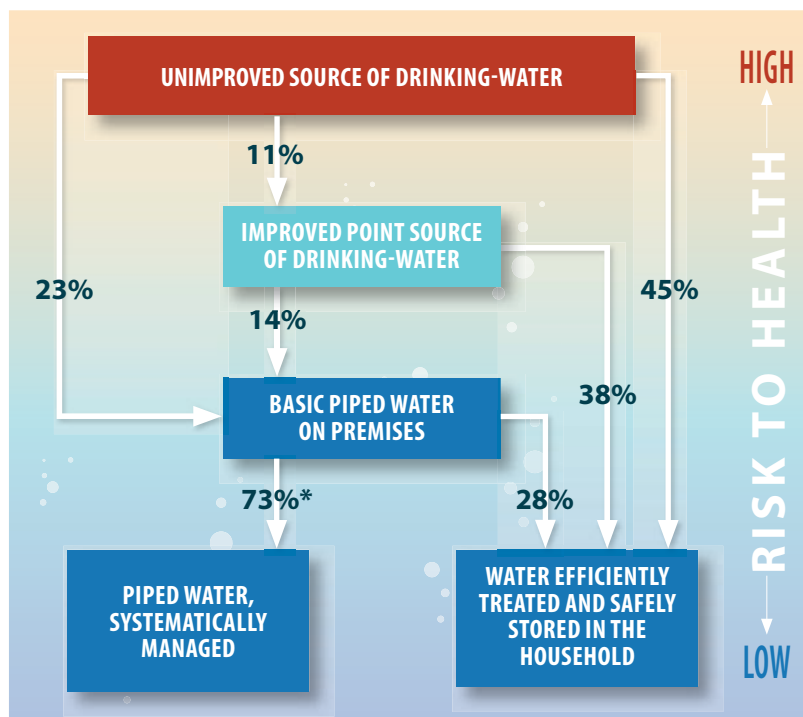 UNIMPROVED SOURCE OF DRINKING-WATER
HIGH
11%
IMPROVED POINT SOURCE
OF DRINKING-WATER
23%
45%
14%
38%
BASIC PIPED WATER
ON PREMISES
73%*
28%
PIPED WATER,
SYSTEMATICALLY
MANAGED
WATER EFFICIENTLY
TREATED AND SAFELY
STORED IN THE
HOUSEHOLD
RISK TO HEALTH
LOW